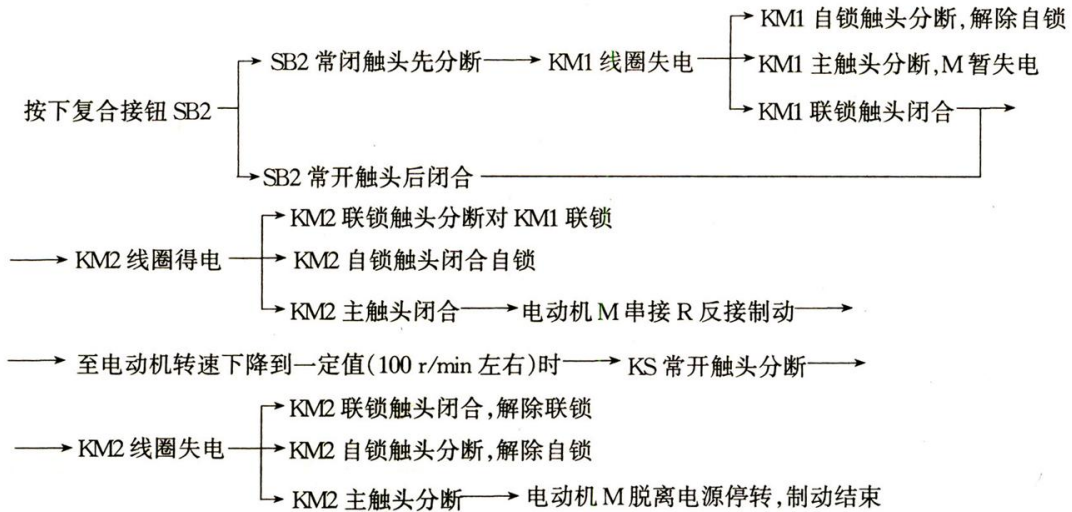 KM1 自锁触头分断,解除自锁
SB2 常闭触头先分断
KM1 线圈失电
KM1 主触头分断,M 暂失电
按下复合按钮 SB2
KM1 联锁触头闭合
SB2 常开触头后闭合
KM2 联锁触头分断对 KM1 联锁
KM2 线圈得电
KM2 自锁触头闭合自锁
KM2 主触头闭合
电动机 M 串接 R 反接制动
至电动机转速下降到一定值(100 r/min 左右)时
KS 常开触头分断
KM2 联锁触头闭合,解除联锁
KM2 线圈失电
KM2 自锁触头分断,解除自锁
KM2 主触头分断
电动机 M 脱离电源停转,制动结束